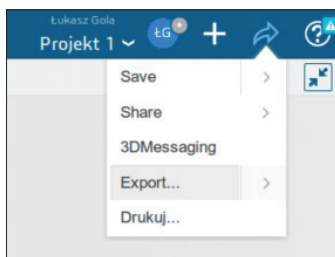 Łukasz Gola
Projekt 1
ŁG
Save
Share
3DMessaging
Export...
Drukuj...